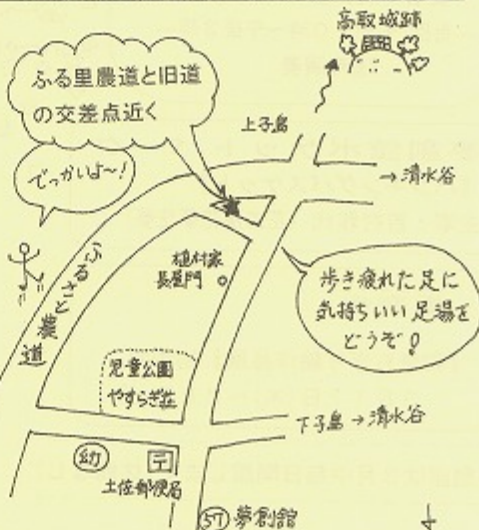 高取城跡
ふる里農道と旧道
の交差点近く
上子島
→清水谷
でっかいよ〜!
ふるさと農道
植村家
長屋門
歩き疲れた足に
気持ちいい足湯を
どうぞ!
児童公園
やすらぎ荘
下子島→清水谷
幼
〒
土佐郵便局
夢創館